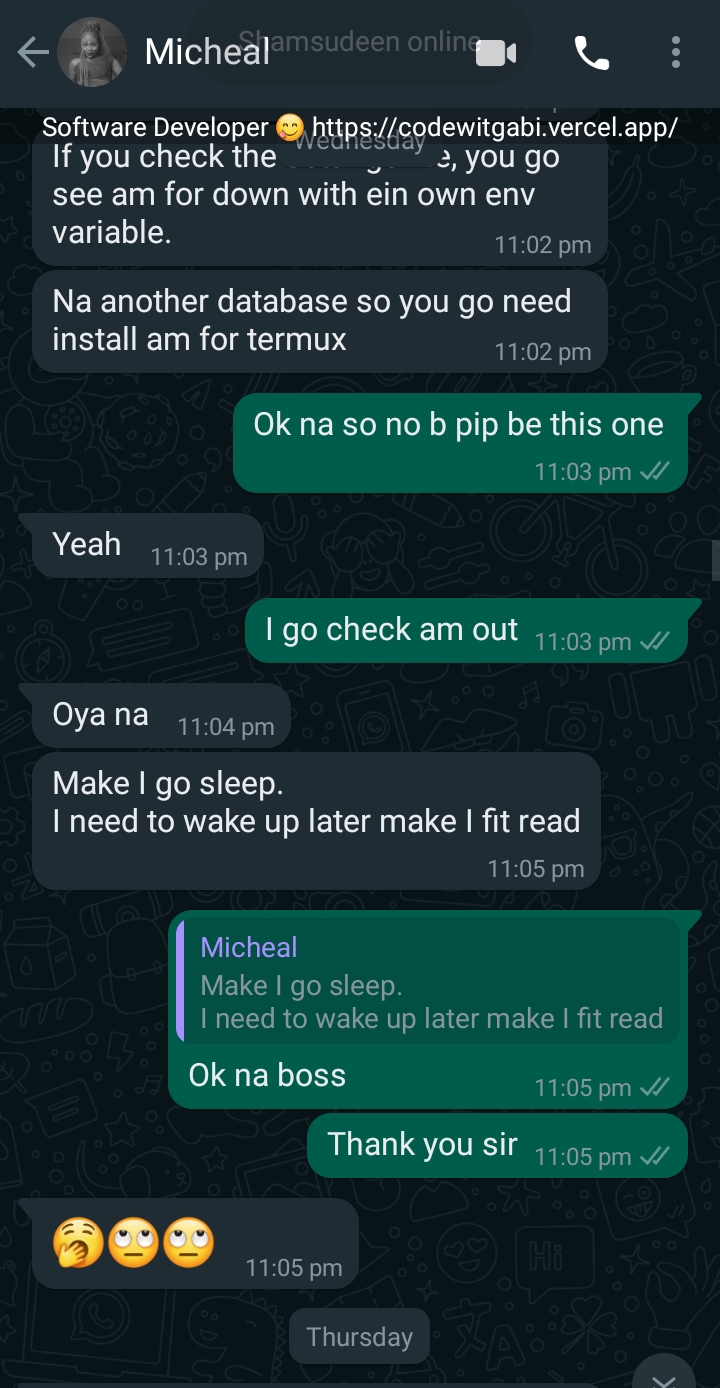 Shamsudeen online
Micheal
Software Developer 😋 https://codewitgabi.vercel.app/
Wednesday
If you check the e, you go
see am for down with ein own env
variable.
11:02 pm
Na another database so you go need
install am for termux
11:02 pm
Ok na so no b pip be this one
11:03 pm
Yeah
11:03 pm
I go check am out
11:03 pm
Oya na
11:04 pm
Make I go sleep.
I need to wake up later make I fit read
11:05 pm
Micheal
Make I go sleep.
I need to wake up later make I fit read
Ok na boss
11:05 pm
Thank you sir
11:05 pm
🥱🙄🙄
11:05 pm
Thursday